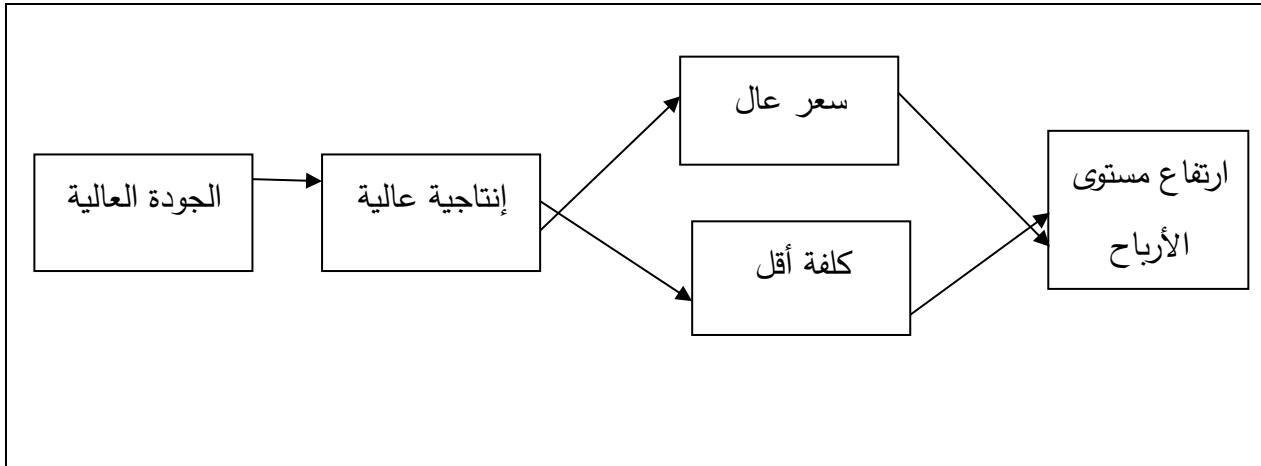 الجودة العالية
إنتاجية عالية
سعر عال
كلفة أقل
ارتفاع مستوى
الأرباح